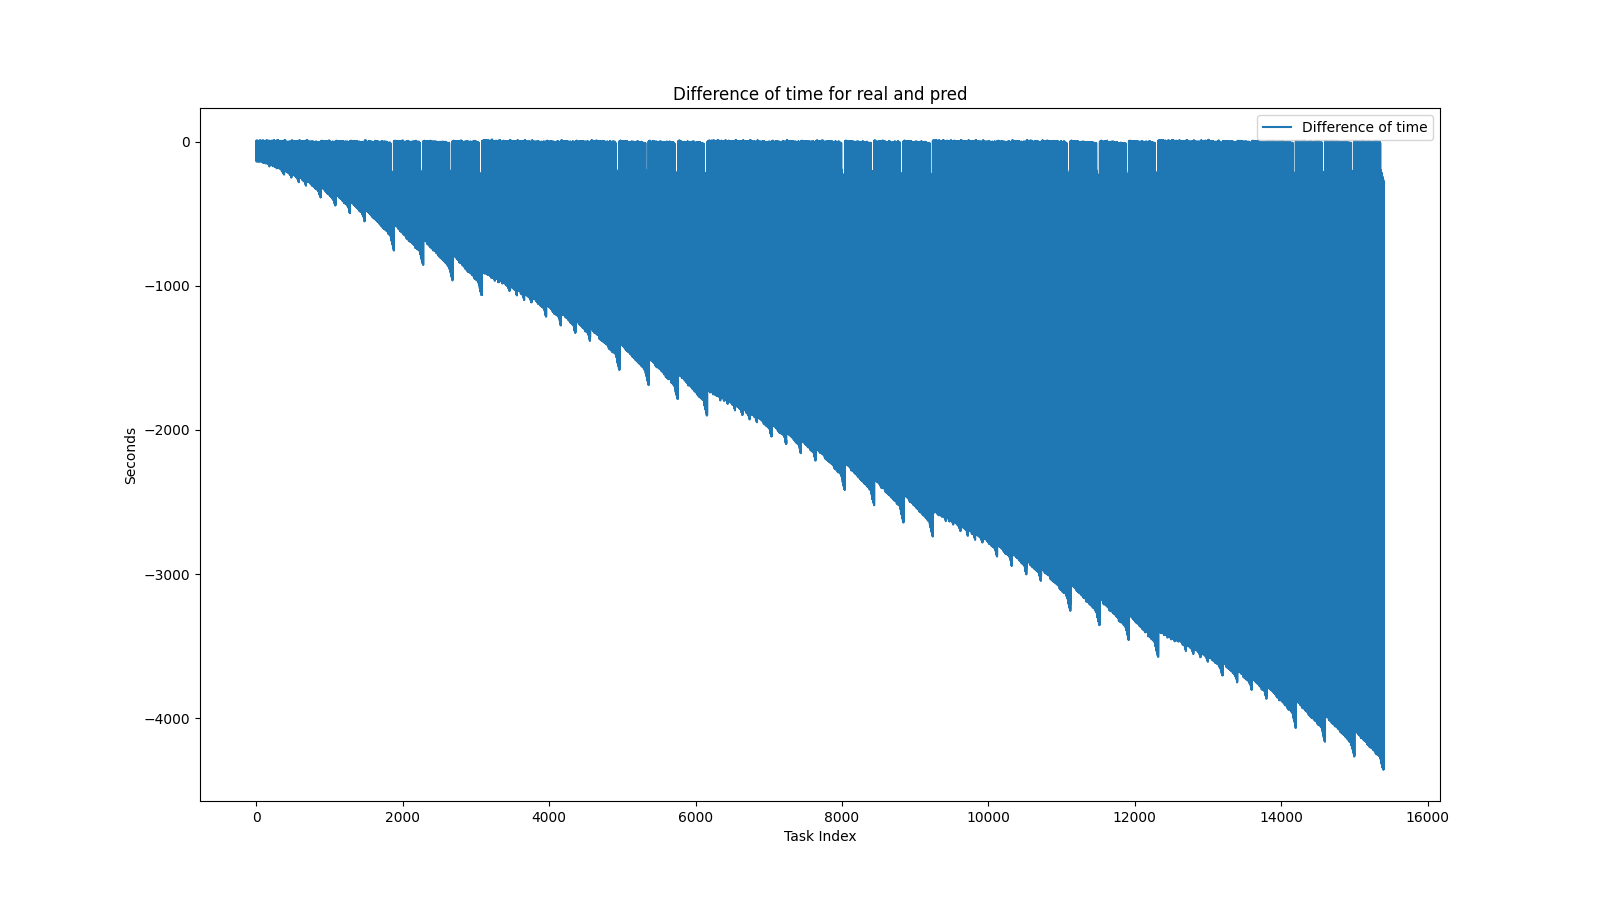 Difference of time for real and pred
Difference of time
0
−1000
−2000
−3000
−4000
Seconds
0 2000 4000 6000 8000 10000 12000 14000 16000
Task Index